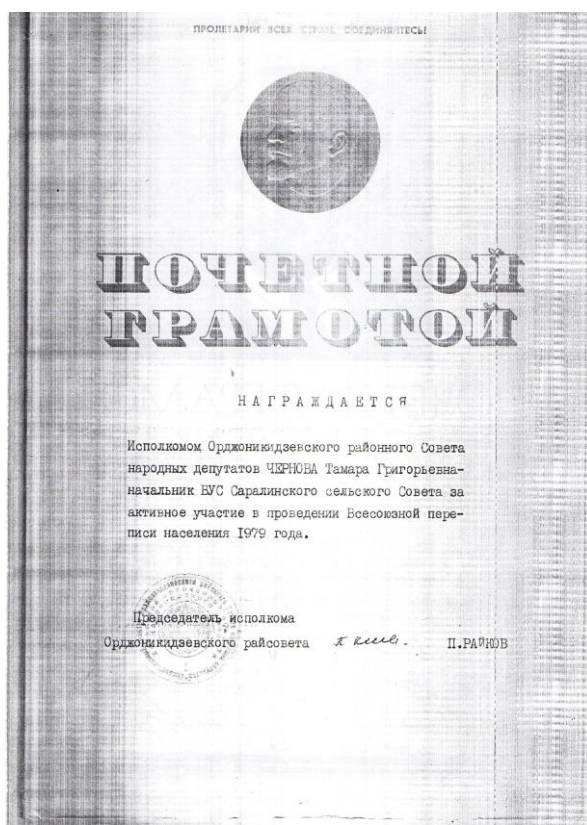 ПРОЛЕТАРИИ ВСЕХ СТРАН, СОЕДИНЯЙТЕСЬ!
ПОЧЕТНОЙ
ГРАМОТОЙ
НАГРАЖДАЕТСЯ
Исполкомом Орджоникидзевского районного Совета
народных депутатов ЧЕРНОВА Тамара Григорьевна-
начальник ВУС Саралинского сельского Совета за
активное участие в проведении Всесоюзной пере-
писи населения 1979 года.
Председатель исполкома
Орджоникидзевского райсовета П.РАЙКОВ